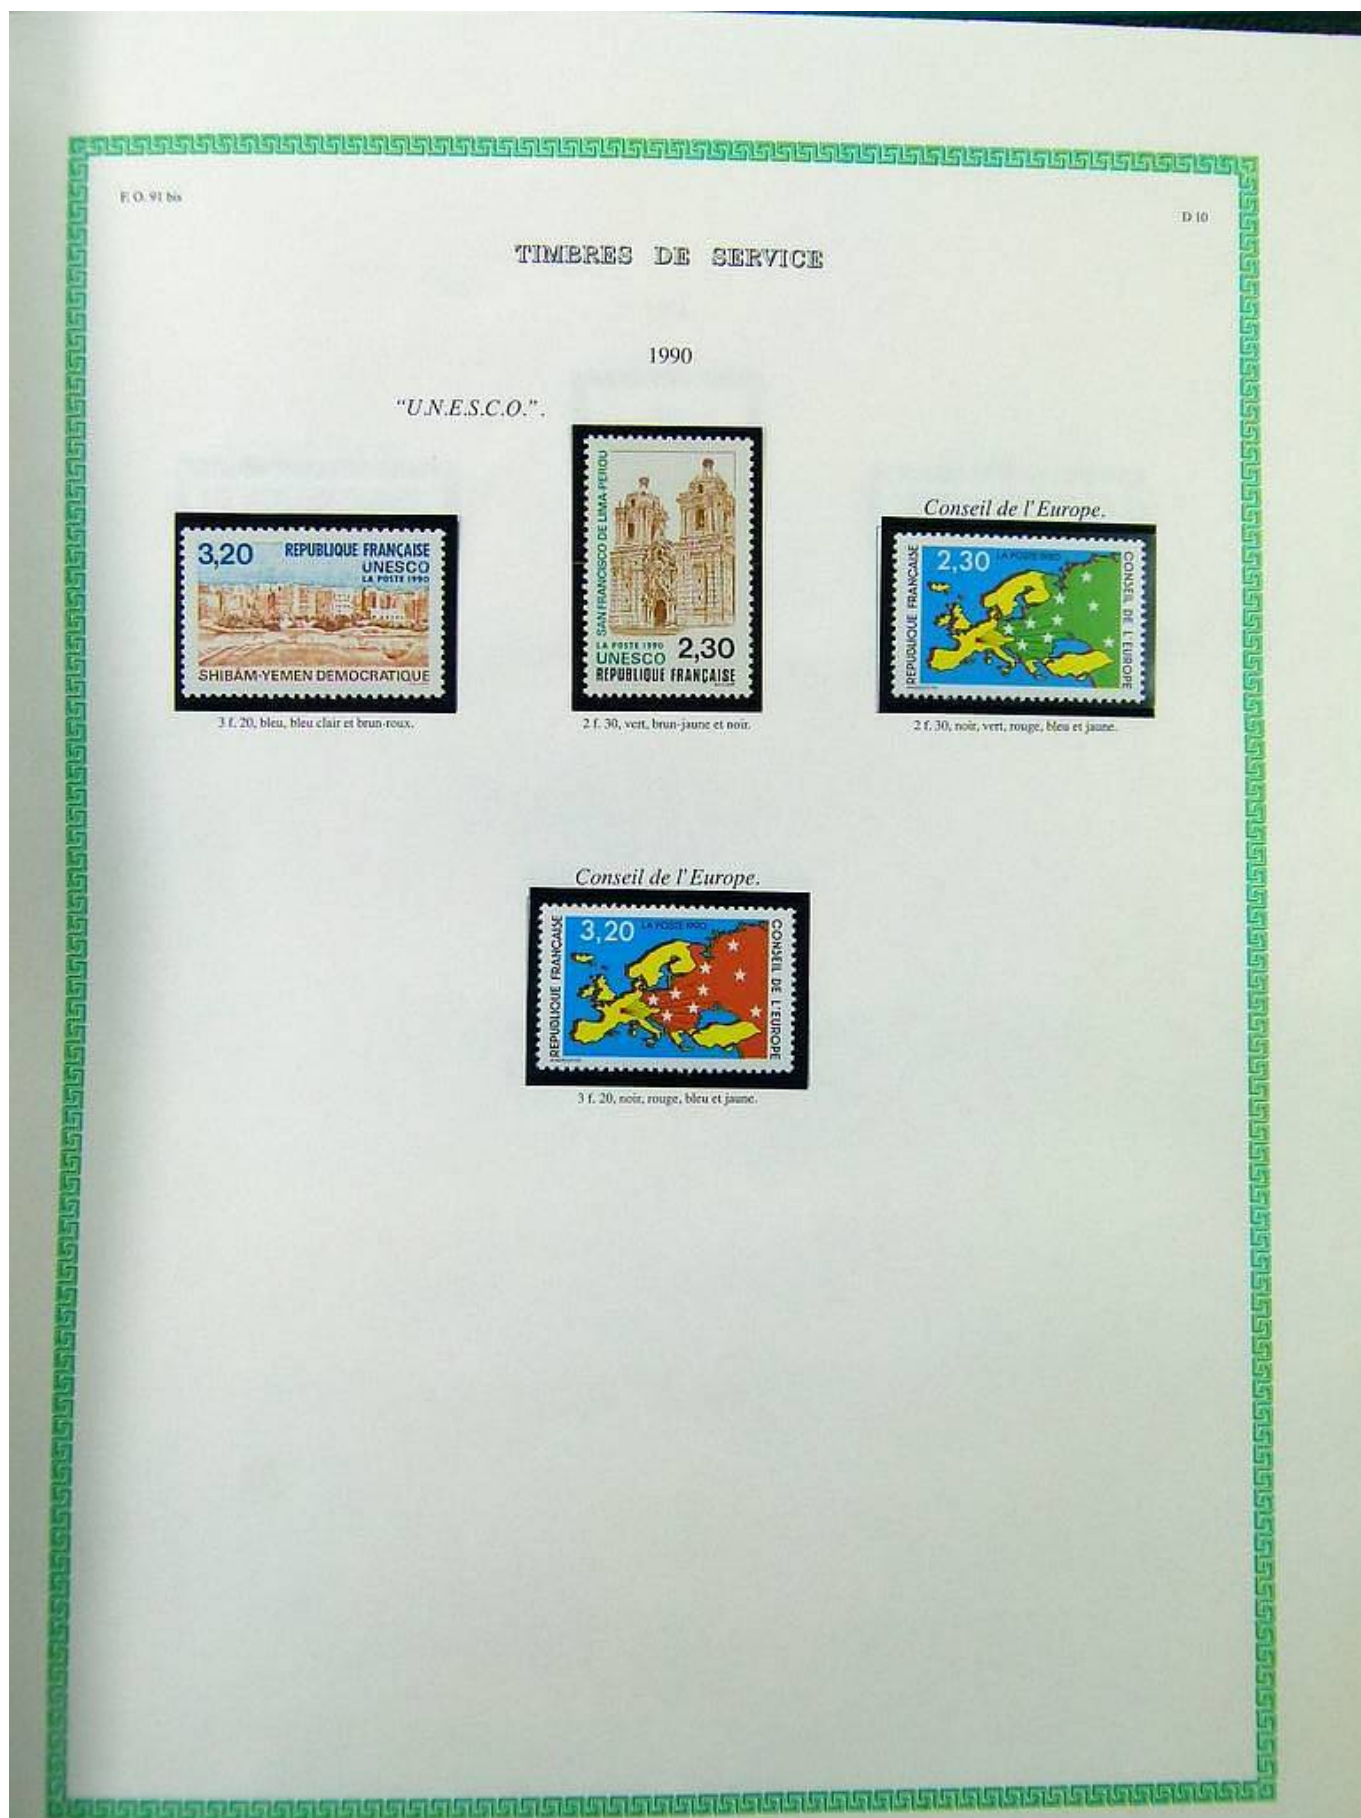 F. O. 91 bis
D 10
TIMBRES DE SERVICE
1990
“U.N.E.S.C.O.”.
3,20 REPUBLIQUE FRANÇAISE
UNESCO
LA POSTE 1990
SHIBAM-YEMEN DEMOCRATIQUE
3 f. 20, bleu, bleu clair et brun-roux.
SAN FRANCISCO DE LIMA-PEROU
LA POSTE 1990
UNESCO 2,30
REPUBLIQUE FRANÇAISE
2 f. 30, vert, brun-jaune et noir.
Conseil de l'Europe.
REPUBLIQUE FRANÇAISE
2,30 LA POSTE 1990
CONSEIL DE L'EUROPE
2 f. 30, noir, vert, rouge, bleu et jaune.
Conseil de l'Europe.
REPUBLIQUE FRANÇAISE
3,20 LA POSTE 1990
CONSEIL DE L'EUROPE
3 f. 20, noir, rouge, bleu et jaune.